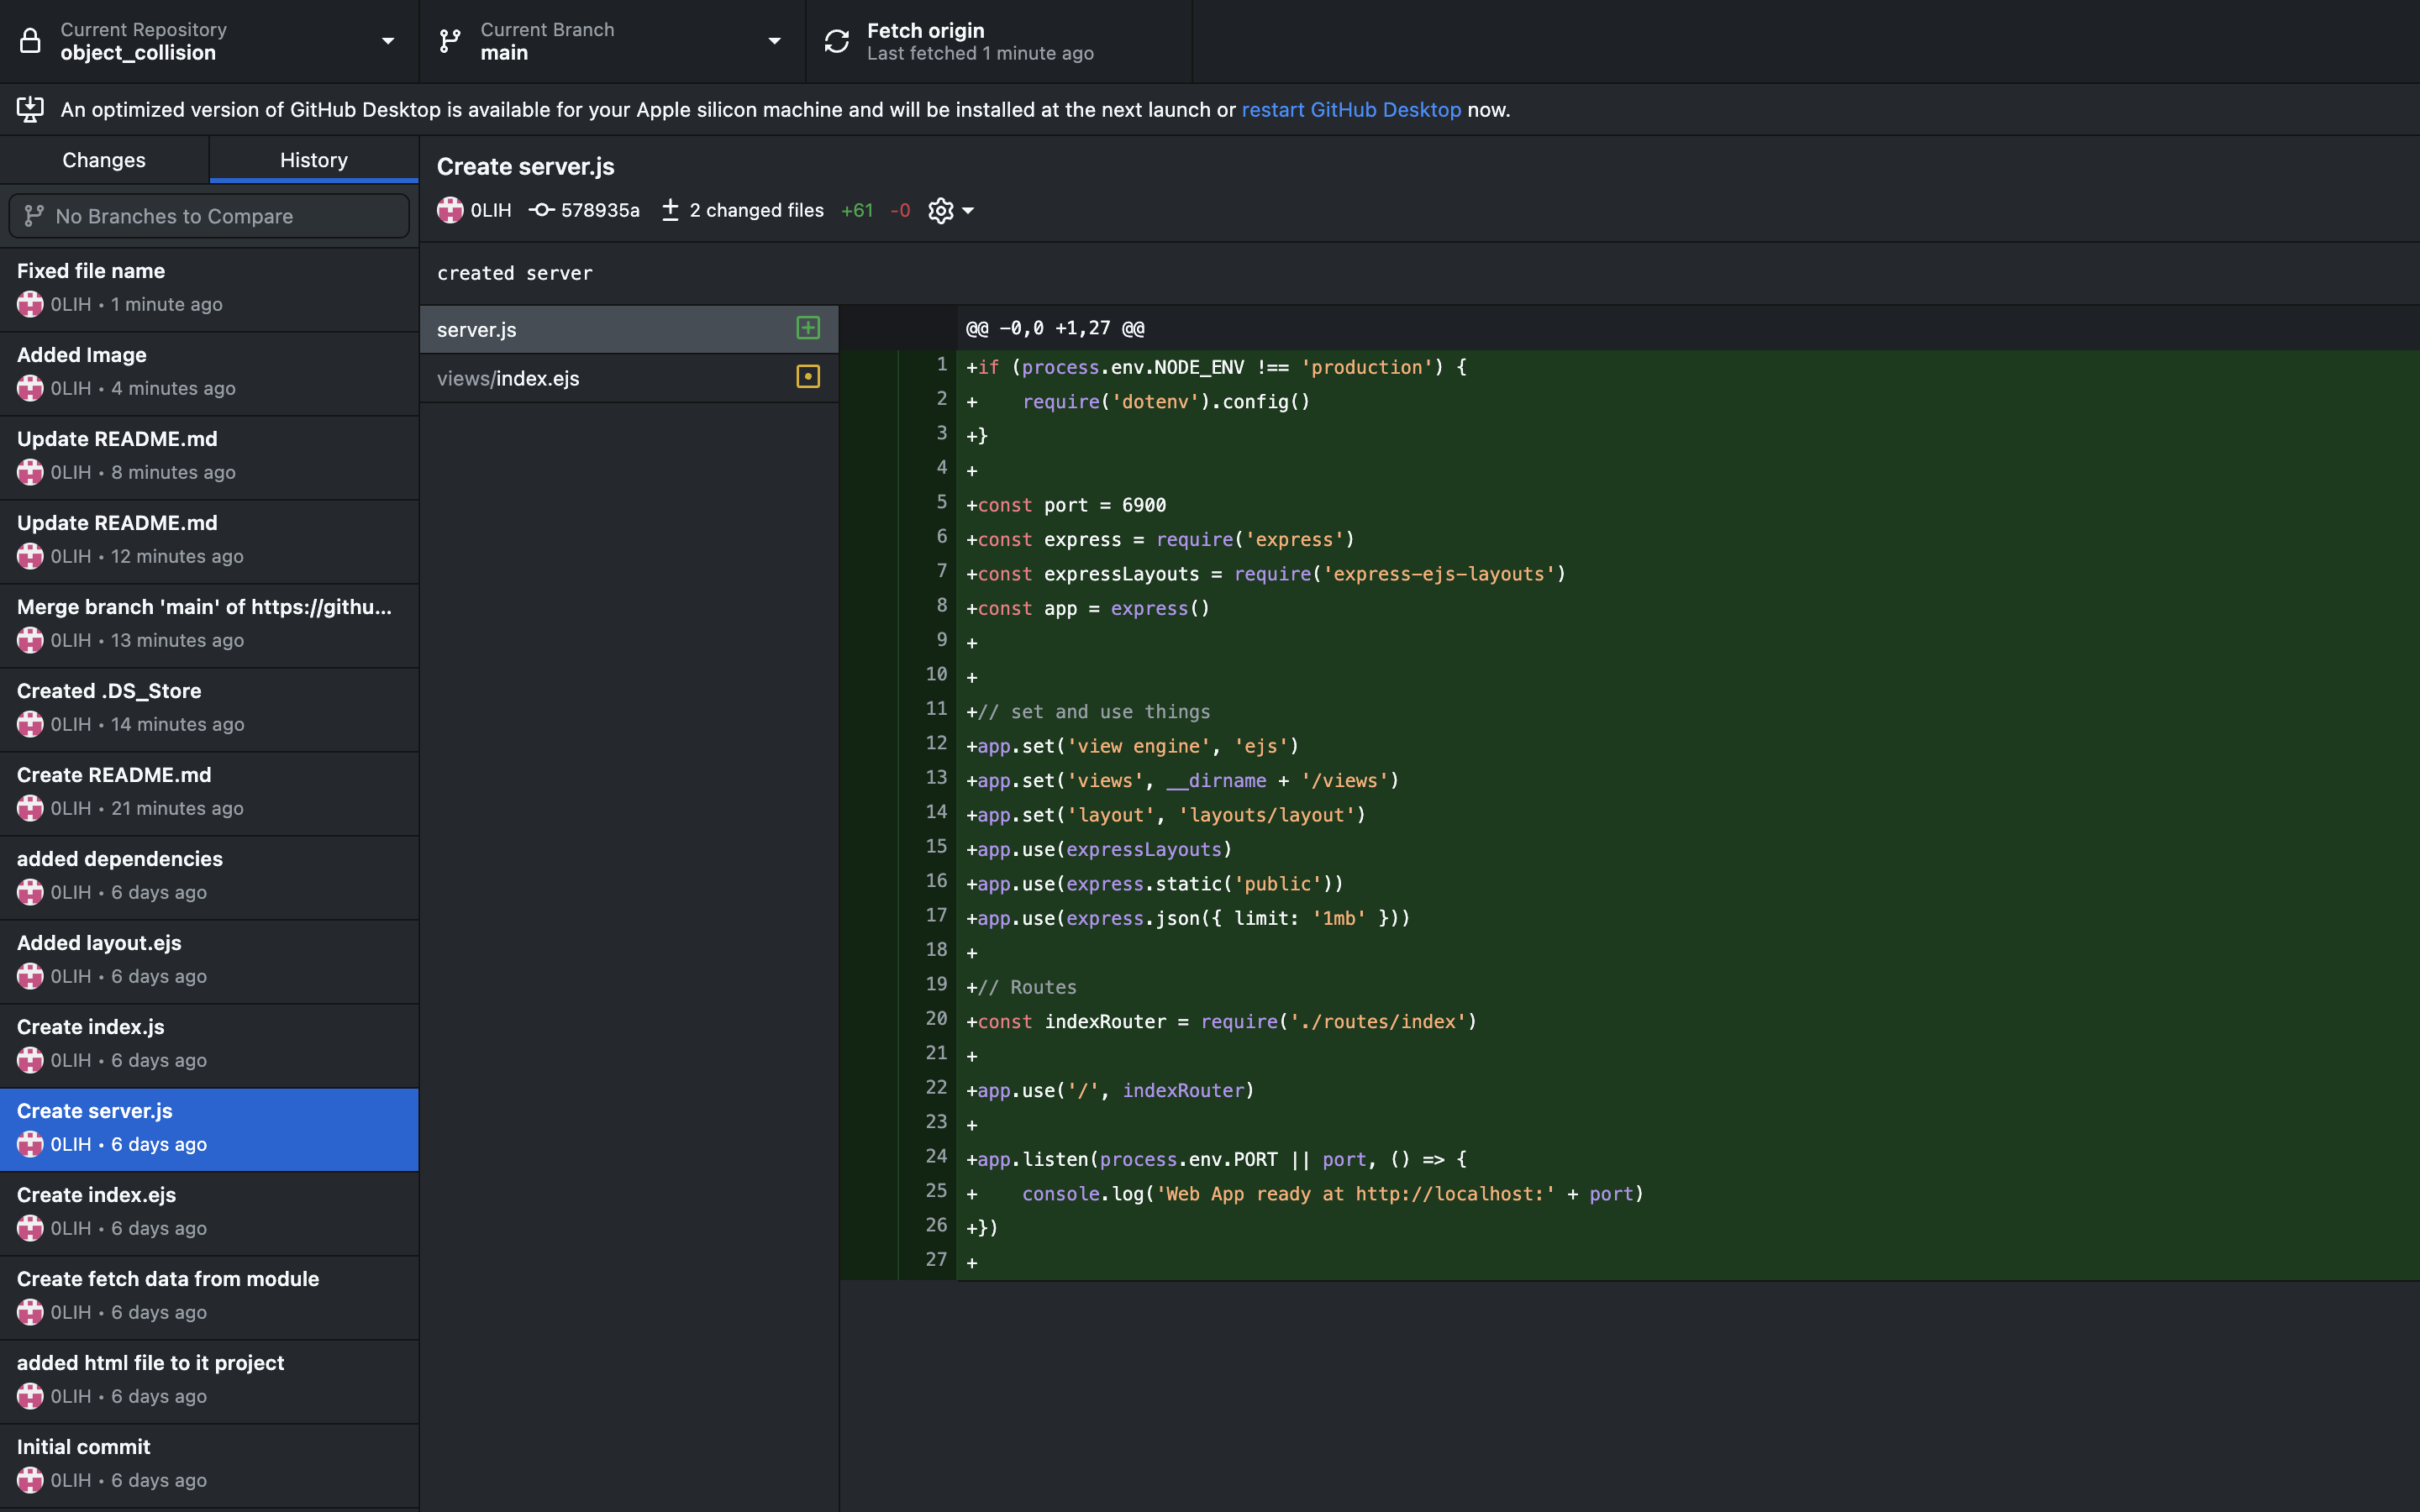 Current Repository
object_collision
Current Branch
main
Fetch origin
Last fetched 1 minute ago
An optimized version of GitHub Desktop is available for your Apple silicon machine and will be installed at the next launch or restart GitHub Desktop now.
Changes
History
No Branches to Compare
Fixed file name
0LIH • 1 minute ago
Added Image
0LIH • 4 minutes ago
Update README.md
0LIH • 8 minutes ago
Update README.md
0LIH • 12 minutes ago
Merge branch 'main' of https://githu...
0LIH • 13 minutes ago
Created .DS_Store
0LIH • 14 minutes ago
Create README.md
0LIH • 21 minutes ago
added dependencies
0LIH • 6 days ago
Added layout.ejs
0LIH • 6 days ago
Create index.js
0LIH • 6 days ago
Create server.js
0LIH • 6 days ago
Create index.ejs
0LIH • 6 days ago
Create fetch data from module
0LIH • 6 days ago
added html file to it project
0LIH • 6 days ago
Initial commit
0LIH • 6 days ago
Create server.js
0LIH 578935a 2 changed files +61 -0
created server
server.js
views/index.ejs
@@ -0,0 +1,27 @@
1 +if (process.env.NODE_ENV !== 'production') {
2 +    require('dotenv').config()
3 +}
4 +
5 +const port = 6900
6 +const express = require('express')
7 +const expressLayouts = require('express-ejs-layouts')
8 +const app = express()
9 +
10 +
11 +// set and use things
12 +app.set('view engine', 'ejs')
13 +app.set('views', __dirname + '/views')
14 +app.set('layout', 'layouts/layout')
15 +app.use(expressLayouts)
16 +app.use(express.static('public'))
17 +app.use(express.json({ limit: '1mb' }))
18 +
19 +// Routes
20 +const indexRouter = require('./routes/index')
21 +
22 +app.use('/', indexRouter)
23 +
24 +app.listen(process.env.PORT || port, () => {
25 +    console.log('Web App ready at http://localhost:' + port)
26 +})
27 +